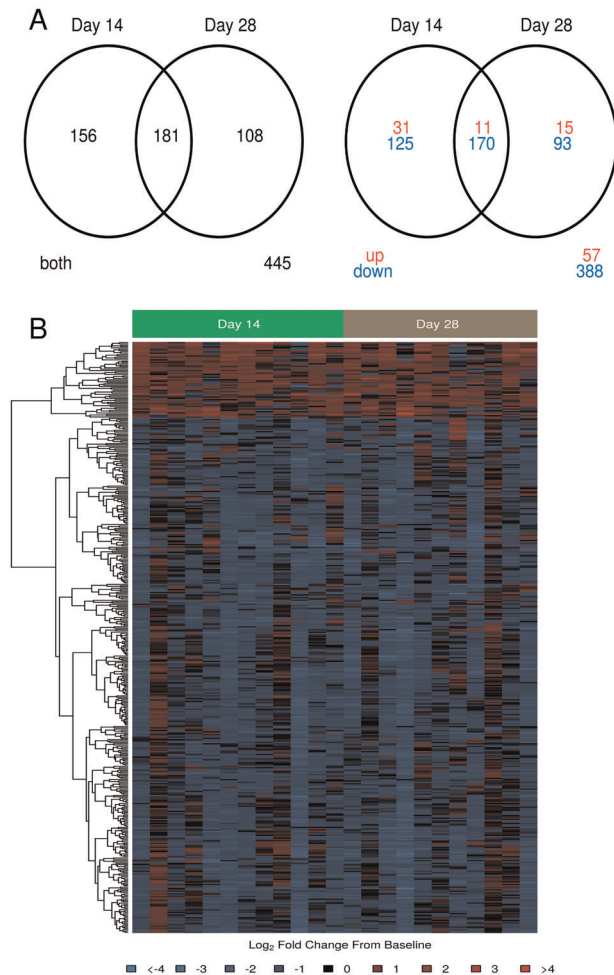 A
Day 14 Day 28 Day 14 Day 28
156 181 108 31 11 15
125 170 93
both 445 up 57
down 388
B
Day 14 Day 28
Log₂ Fold Change From Baseline
<-4 -3 -2 -1 0 1 2 3 >4